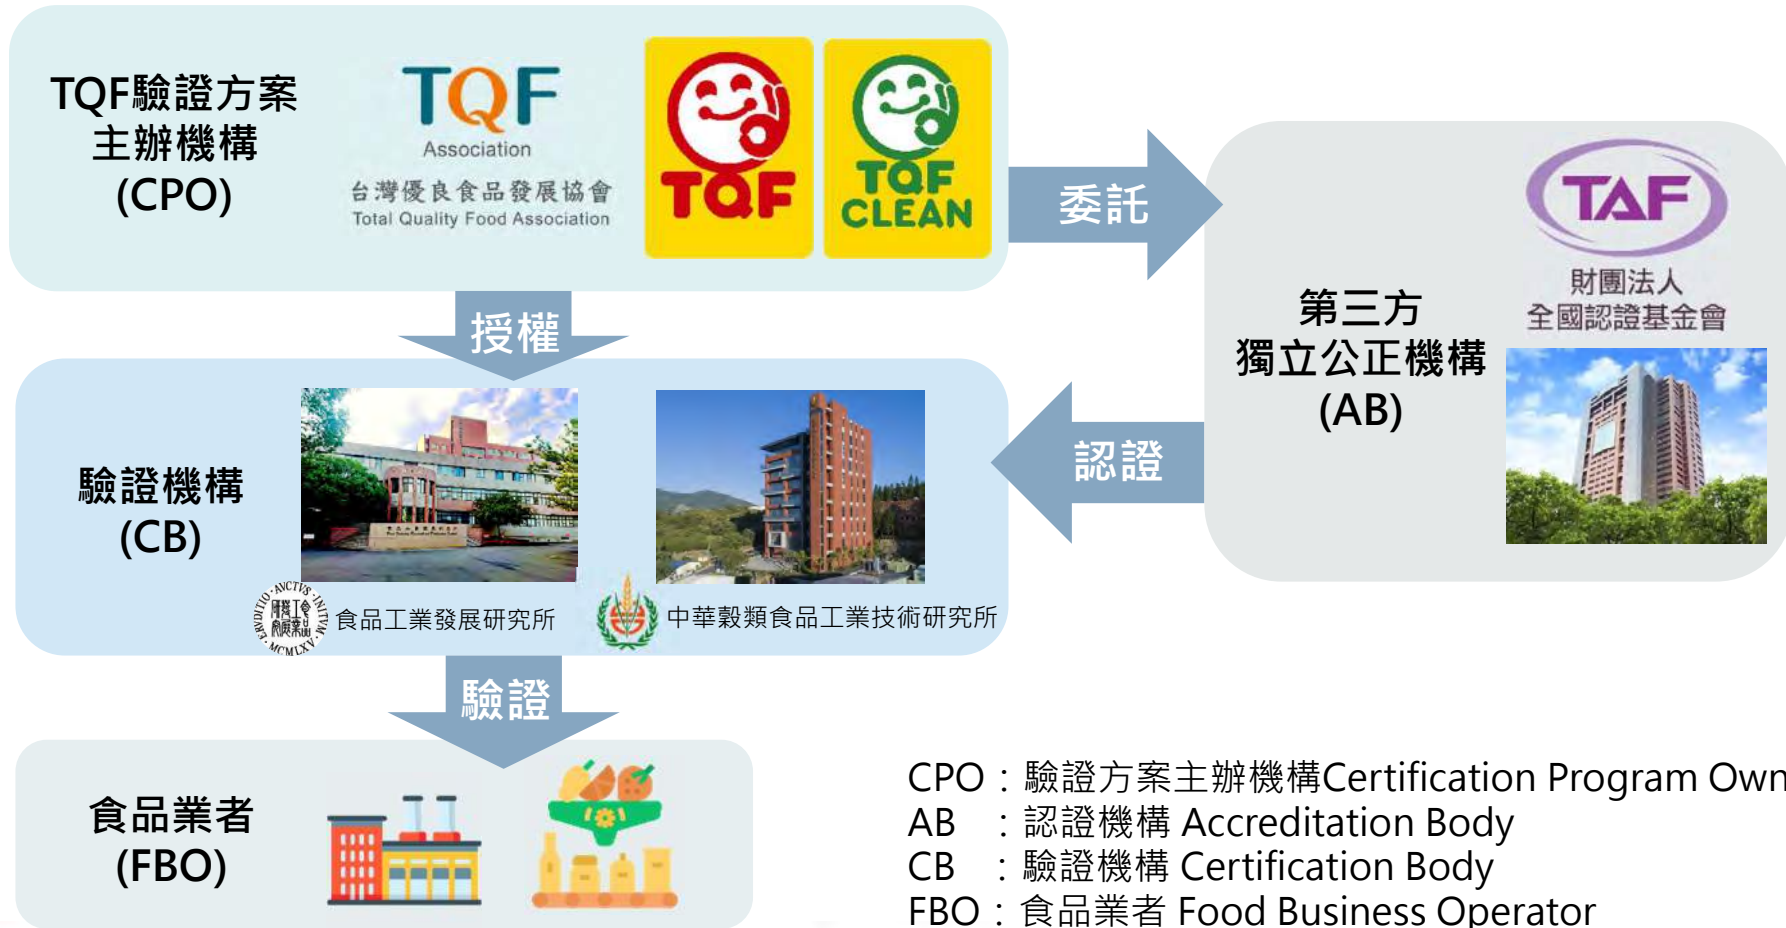 TQF驗證方案
主辦機構
(CPO)
TQF
Association
台灣優良食品發展協會
Total Quality Food Association
TQF
TQF
CLEAN
委託
TAF
財團法人
全國認證基金會
第三方
獨立公正機構
(AB)
授權
認證
驗證機構
(CB)
食品工業發展研究所
中華穀類食品工業技術研究所
驗證
食品業者
(FBO)
CPO：驗證方案主辦機構Certification Program Own
AB ：認證機構 Accreditation Body
CB ：驗證機構 Certification Body
FBO：食品業者 Food Business Operator